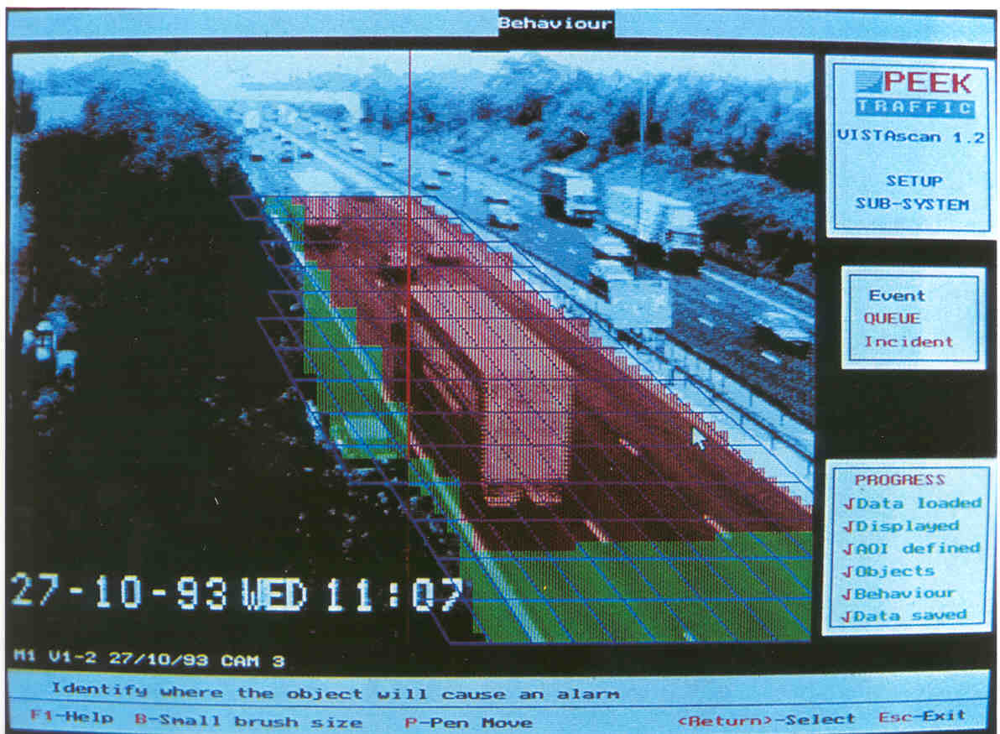 Behaviour
PEEK
TRAFFIC
VISTAscan 1.2
SETUP
SUB-SYSTEM
Event
QUEUE
Incident
PROGRESS
√Data loaded
√Displayed
√AOI defined
√Objects
√Behaviour
√Data saved
27-10-93 WED 11:07
M1 V1-2 27/10/93 CAM 3
Identify where the object will cause an alarm
F1-Help B-Small brush size P-Pen Move <Return>-Select Esc-Exit